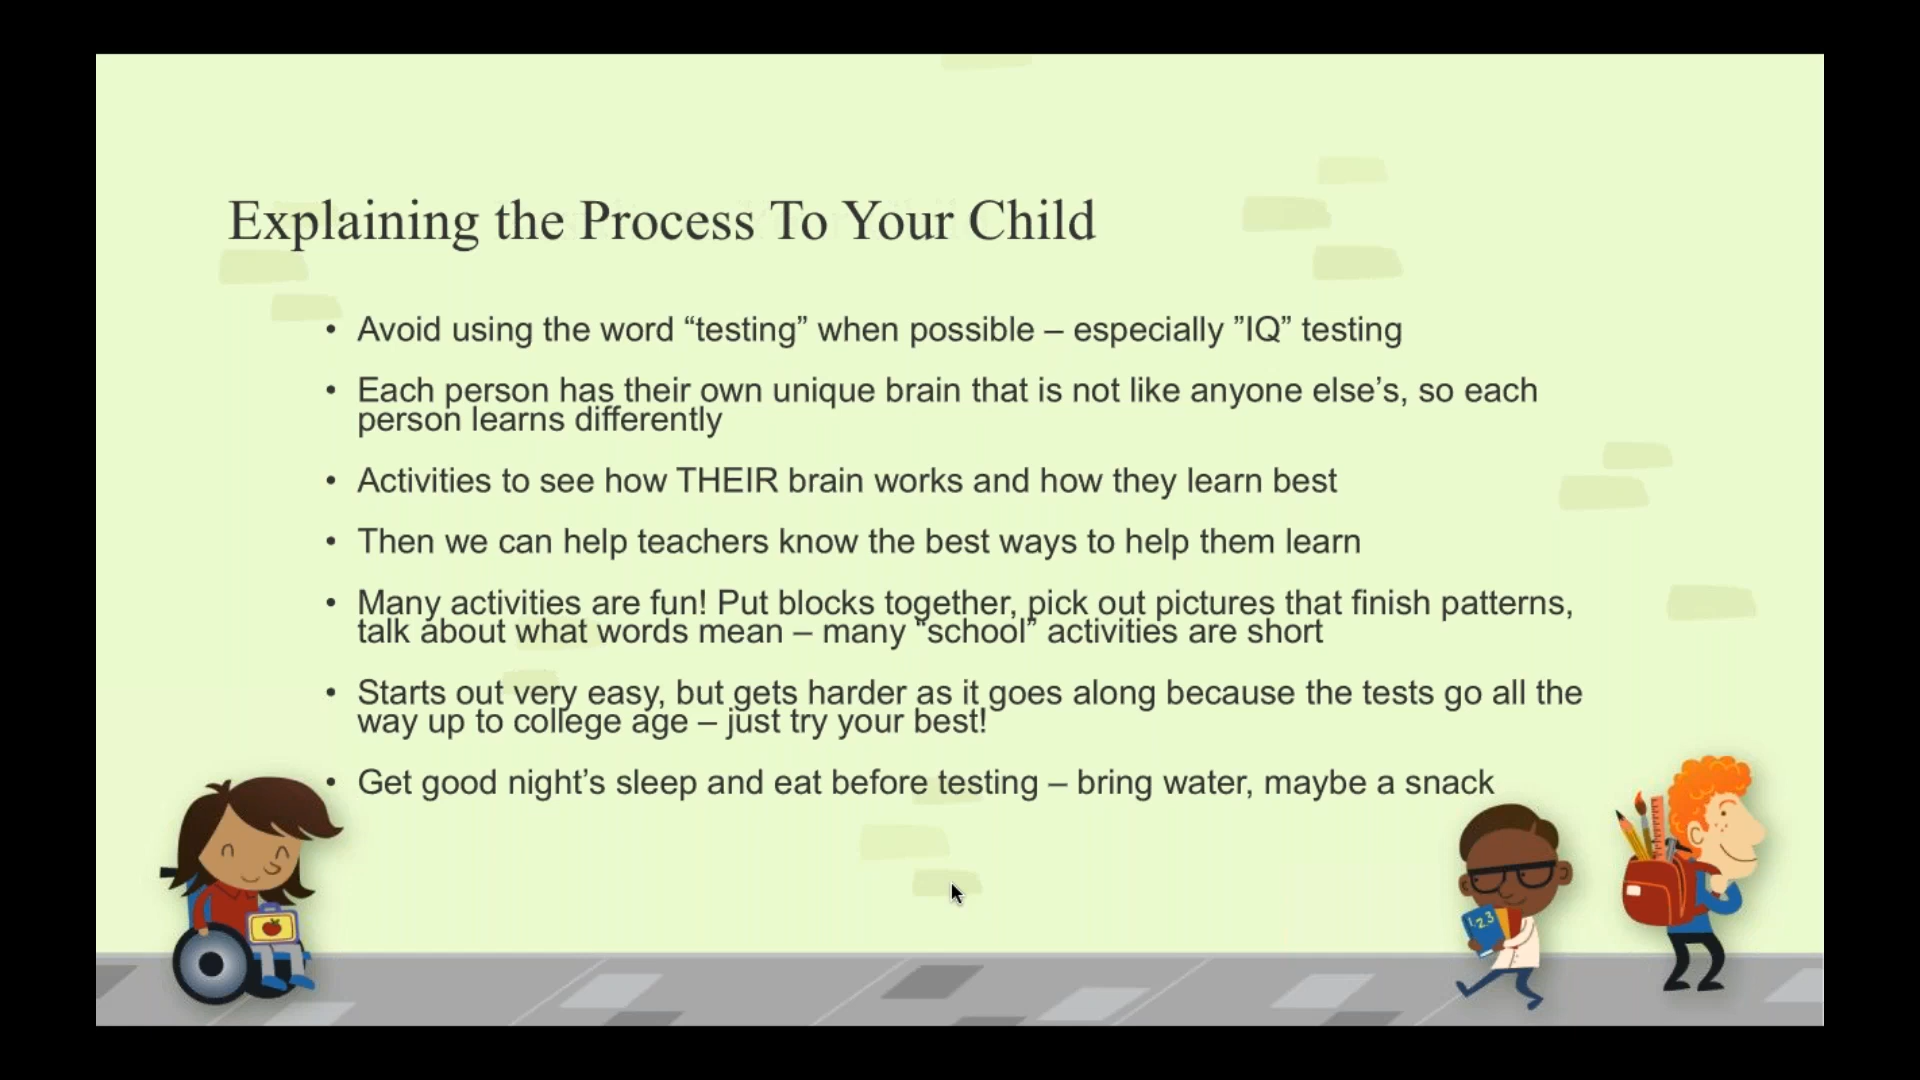 Explaining the Process To Your Child
• Avoid using the word “testing” when possible – especially ”IQ” testing
• Each person has their own unique brain that is not like anyone else’s, so each
person learns differently
• Activities to see how THEIR brain works and how they learn best
• Then we can help teachers know the best ways to help them learn
• Many activities are fun! Put blocks together, pick out pictures that finish patterns,
talk about what words mean – many “school” activities are short
• Starts out very easy, but gets harder as it goes along because the tests go all the
way up to college age – just try your best!
• Get good night’s sleep and eat before testing – bring water, maybe a snack
1,2,3